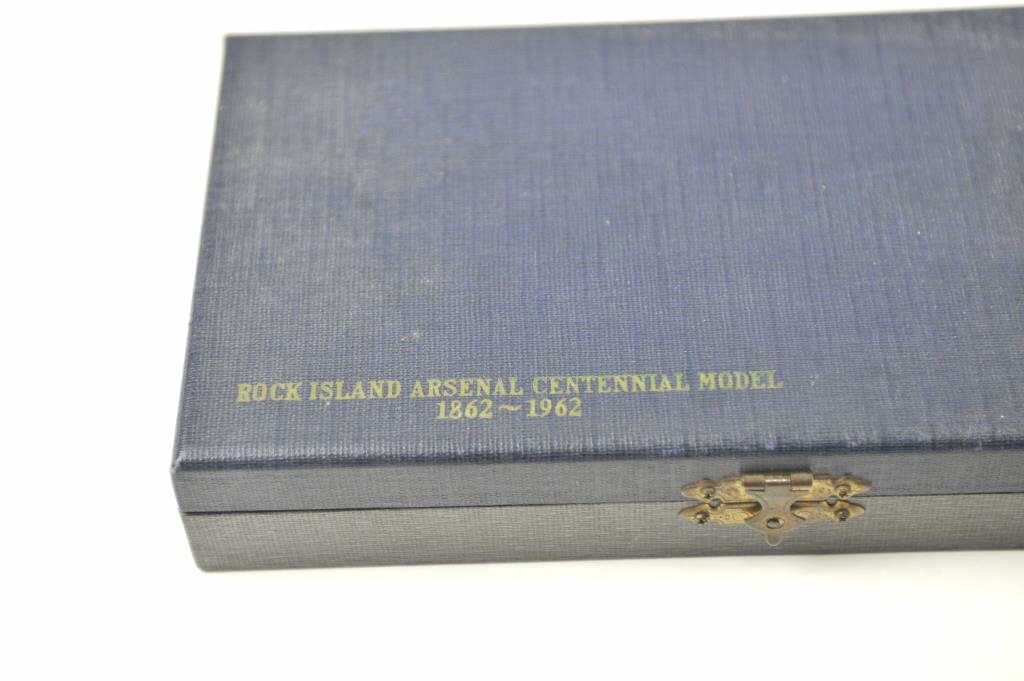 ROCK ISLAND ARSENAL CENTENNIAL MODEL
1862~1962